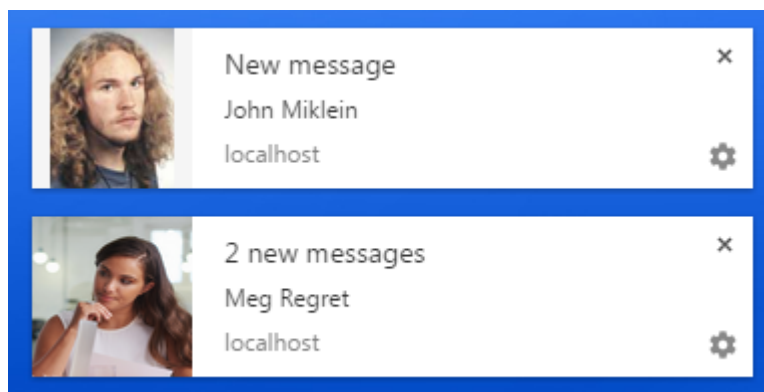 New message
John Miklein
localhost
2 new messages
Meg Regret
localhost